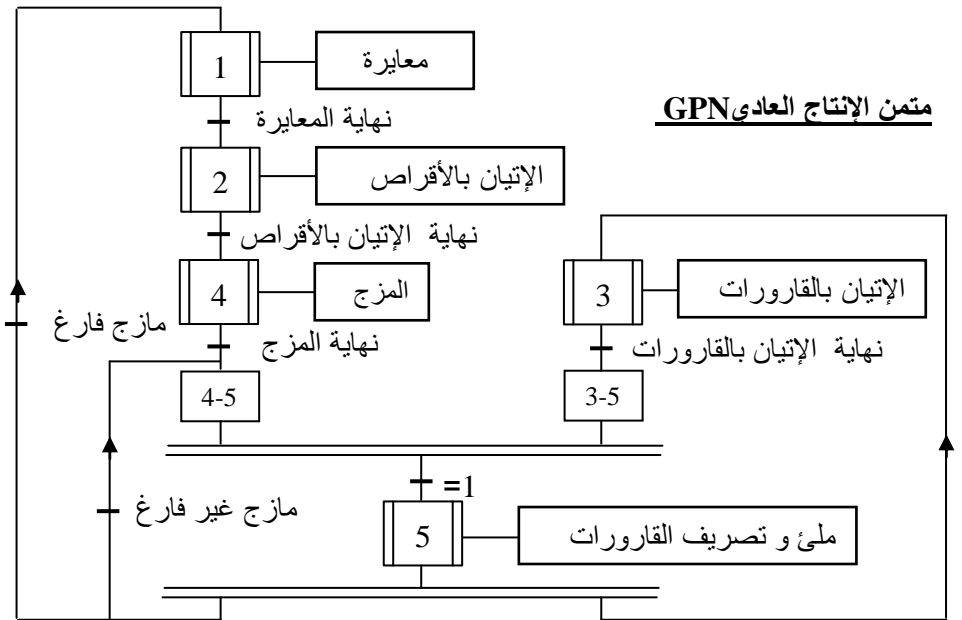 1
معايرة
متمن الإنتاج العاديGPN
نهاية المعايرة
2
الإتيان بالأقراص
نهاية الإتيان بالأقراص
4
المزج
3
الإتيان بالقارورات
مازج فارغ
نهاية المزج
نهاية الإتيان بالقارورات
4-5
3-5
=1
مازج غير فارغ
5
ملئ و تصريف القارورات